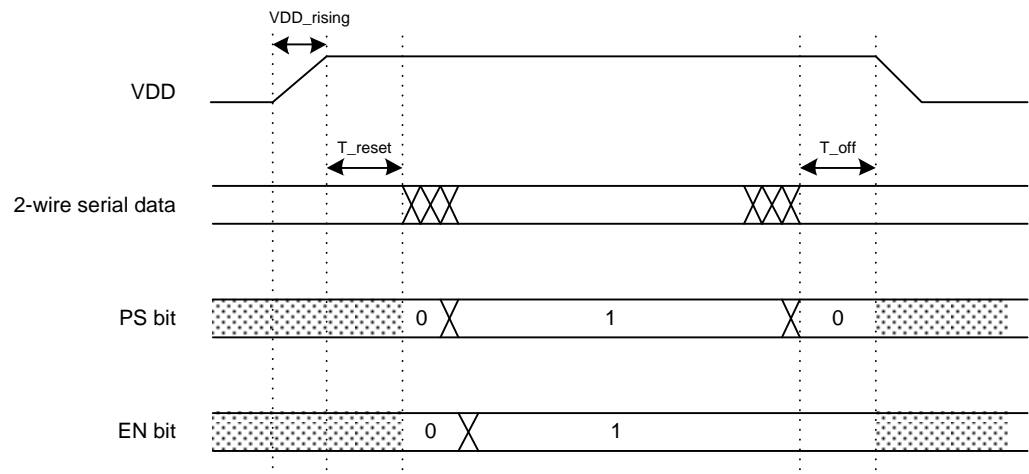 VDD_rising
VDD
T_reset
T_off
2-wire serial data
PS bit
0
1
0
EN bit
0
1